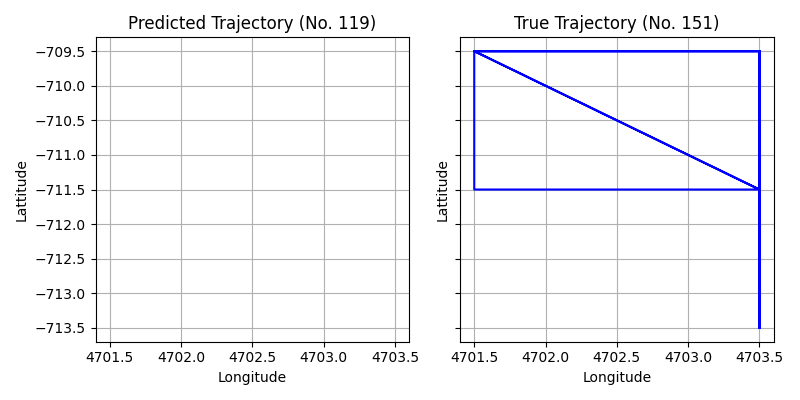 Predicted Trajectory (No. 119)
True Trajectory (No. 151)
−709.5
−710.0
−710.5
−711.0
−711.5
−712.0
−712.5
−713.0
−713.5
Lattitude
4701.5 4702.0 4702.5 4703.0 4703.5
Longitude
Lattitude
4701.5 4702.0 4702.5 4703.0 4703.5
Longitude